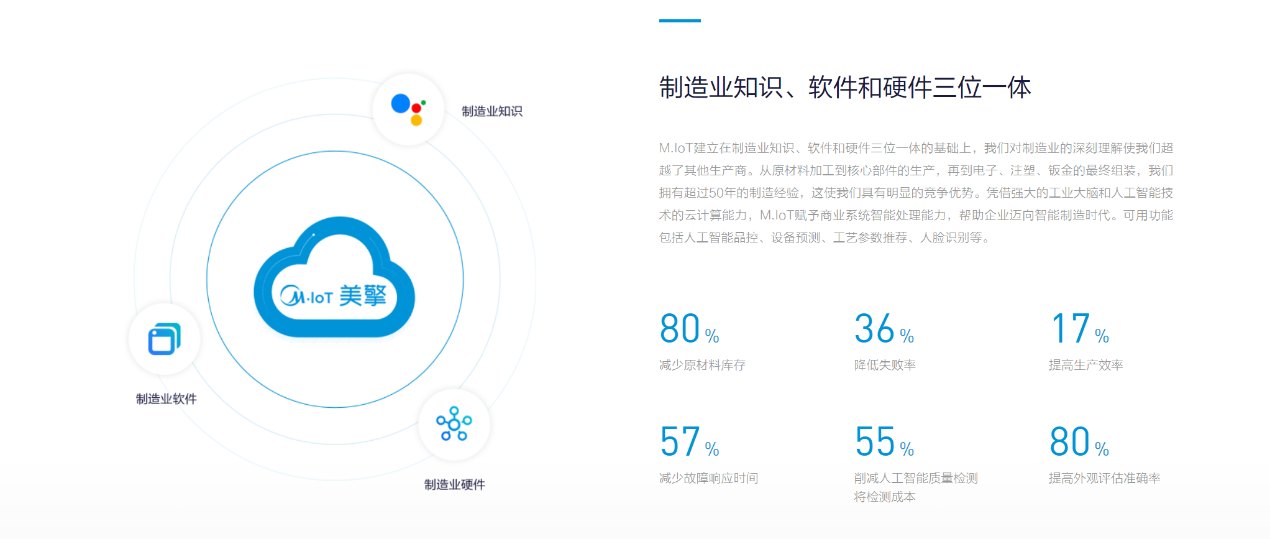 制造业知识
M·IoT 美擎
制造业软件
制造业硬件
制造业知识、软件和硬件三位一体
M.IoT建立在制造业知识、软件和硬件三位一体的基础上，我们对制造业的深刻理解使我们超
越了其他生产商。从原材料加工到核心部件的生产，再到电子、注塑、钣金的最终组装，我们
拥有超过50年的制造经验，这使我们具有明显的竞争优势。凭借强大的工业大脑和人工智能技
术的云计算能力，M.IoT赋予商业系统智能处理能力，帮助企业迈向智能制造时代。可用功能
包括人工智能品控、设备预测、工艺参数推荐、人脸识别等。
80%
减少原材料库存
36%
降低失败率
17%
提高生产效率
57%
减少故障响应时间
55%
削减人工智能质量检测
将检测成本
80%
提高外观评估准确率